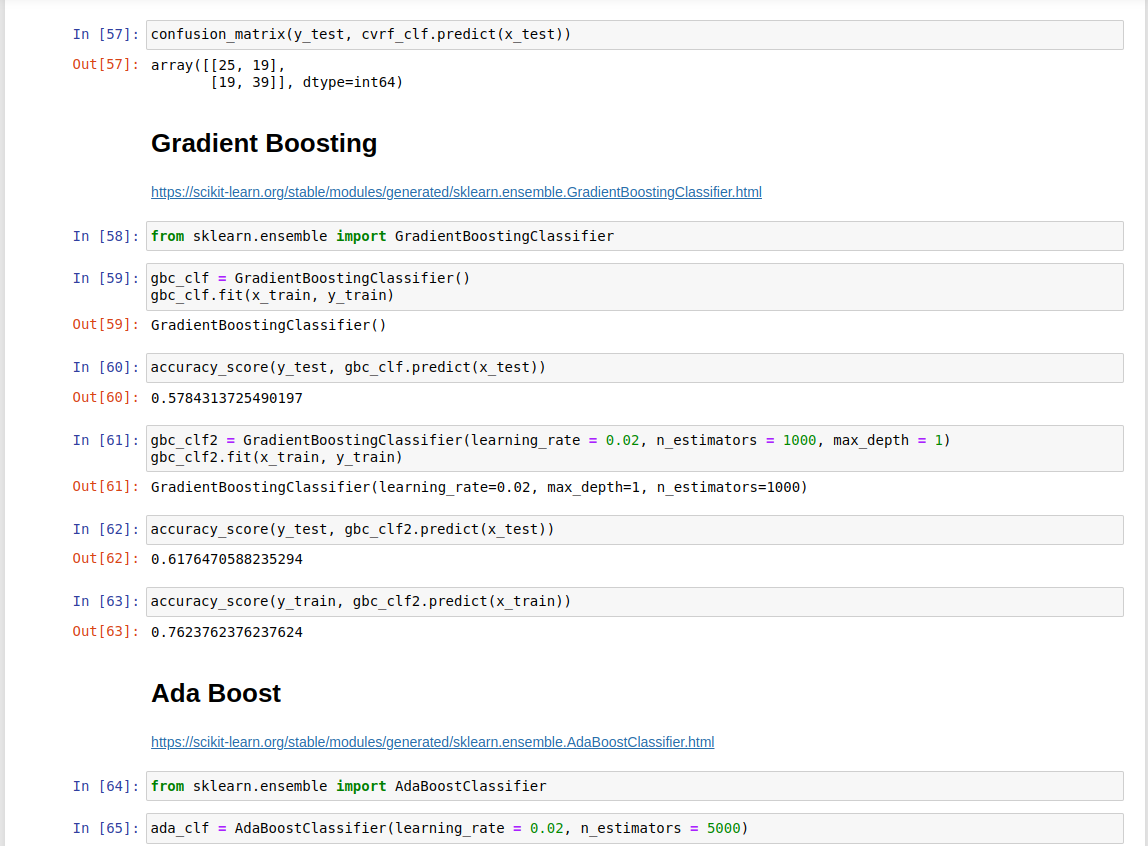 In [57]: confusion_matrix(y_test, cvrf_clf.predict(x_test))
Out[57]: array([[25, 19],
[19, 39]], dtype=int64)
Gradient Boosting
https://scikit-learn.org/stable/modules/generated/sklearn.ensemble.GradientBoostingClassifier.html
In [58]: from sklearn.ensemble import GradientBoostingClassifier
In [59]: gbc_clf = GradientBoostingClassifier()
gbc_clf.fit(x_train, y_train)
Out[59]: GradientBoostingClassifier()
In [60]: accuracy_score(y_test, gbc_clf.predict(x_test))
Out[60]: 0.5784313725490197
In [61]: gbc_clf2 = GradientBoostingClassifier(learning_rate = 0.02, n_estimators = 1000, max_depth = 1)
gbc_clf2.fit(x_train, y_train)
Out[61]: GradientBoostingClassifier(learning_rate=0.02, max_depth=1, n_estimators=1000)
In [62]: accuracy_score(y_test, gbc_clf2.predict(x_test))
Out[62]: 0.6176470588235294
In [63]: accuracy_score(y_train, gbc_clf2.predict(x_train))
Out[63]: 0.7623762376237624
Ada Boost
https://scikit-learn.org/stable/modules/generated/sklearn.ensemble.AdaBoostClassifier.html
In [64]: from sklearn.ensemble import AdaBoostClassifier
In [65]: ada_clf = AdaBoostClassifier(learning_rate = 0.02, n_estimators = 5000)